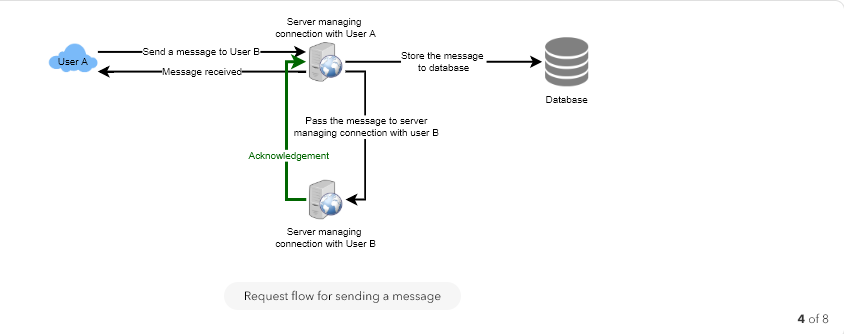 Server managing
connection with User A
User A
Send a message to User B
Message received
Store the message
to database
Database
Pass the message to server
managing connection with user B
Acknowledgement
Server managing
connection with User B
Request flow for sending a message
4 of 8